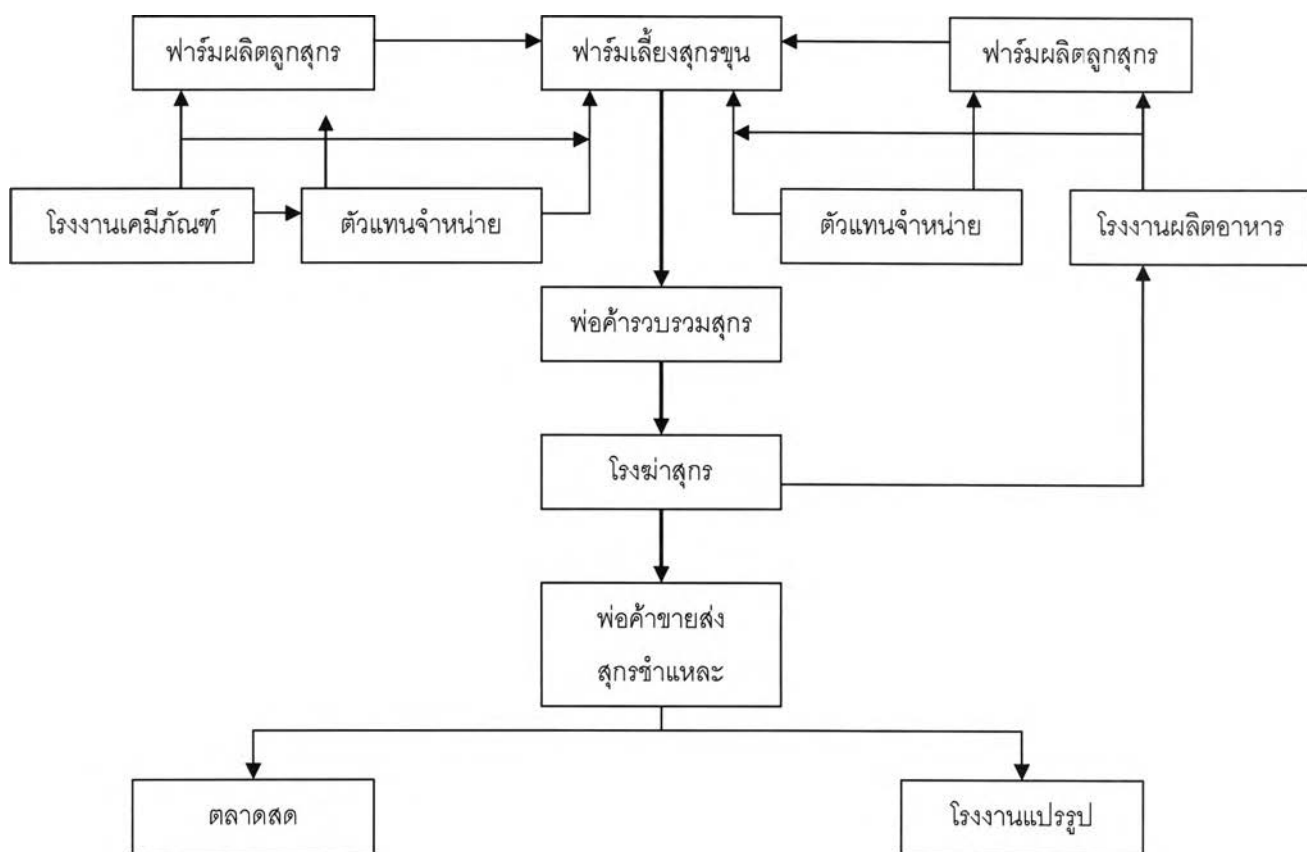 ฟาร์มผลิตลูกสุกร
ฟาร์มเลี้ยงสุกรขุน
ฟาร์มผลิตลูกสุกร
โรงงานเคมีภัณฑ์
ตัวแทนจำหน่าย
ตัวแทนจำหน่าย
โรงงานผลิตอาหาร
พ่อค้ารวบรวมสุกร
โรงฆ่าสุกร
พ่อค้าขายส่ง
สุกรชำแหละ
ตลาดสด
โรงงานแปรรูป